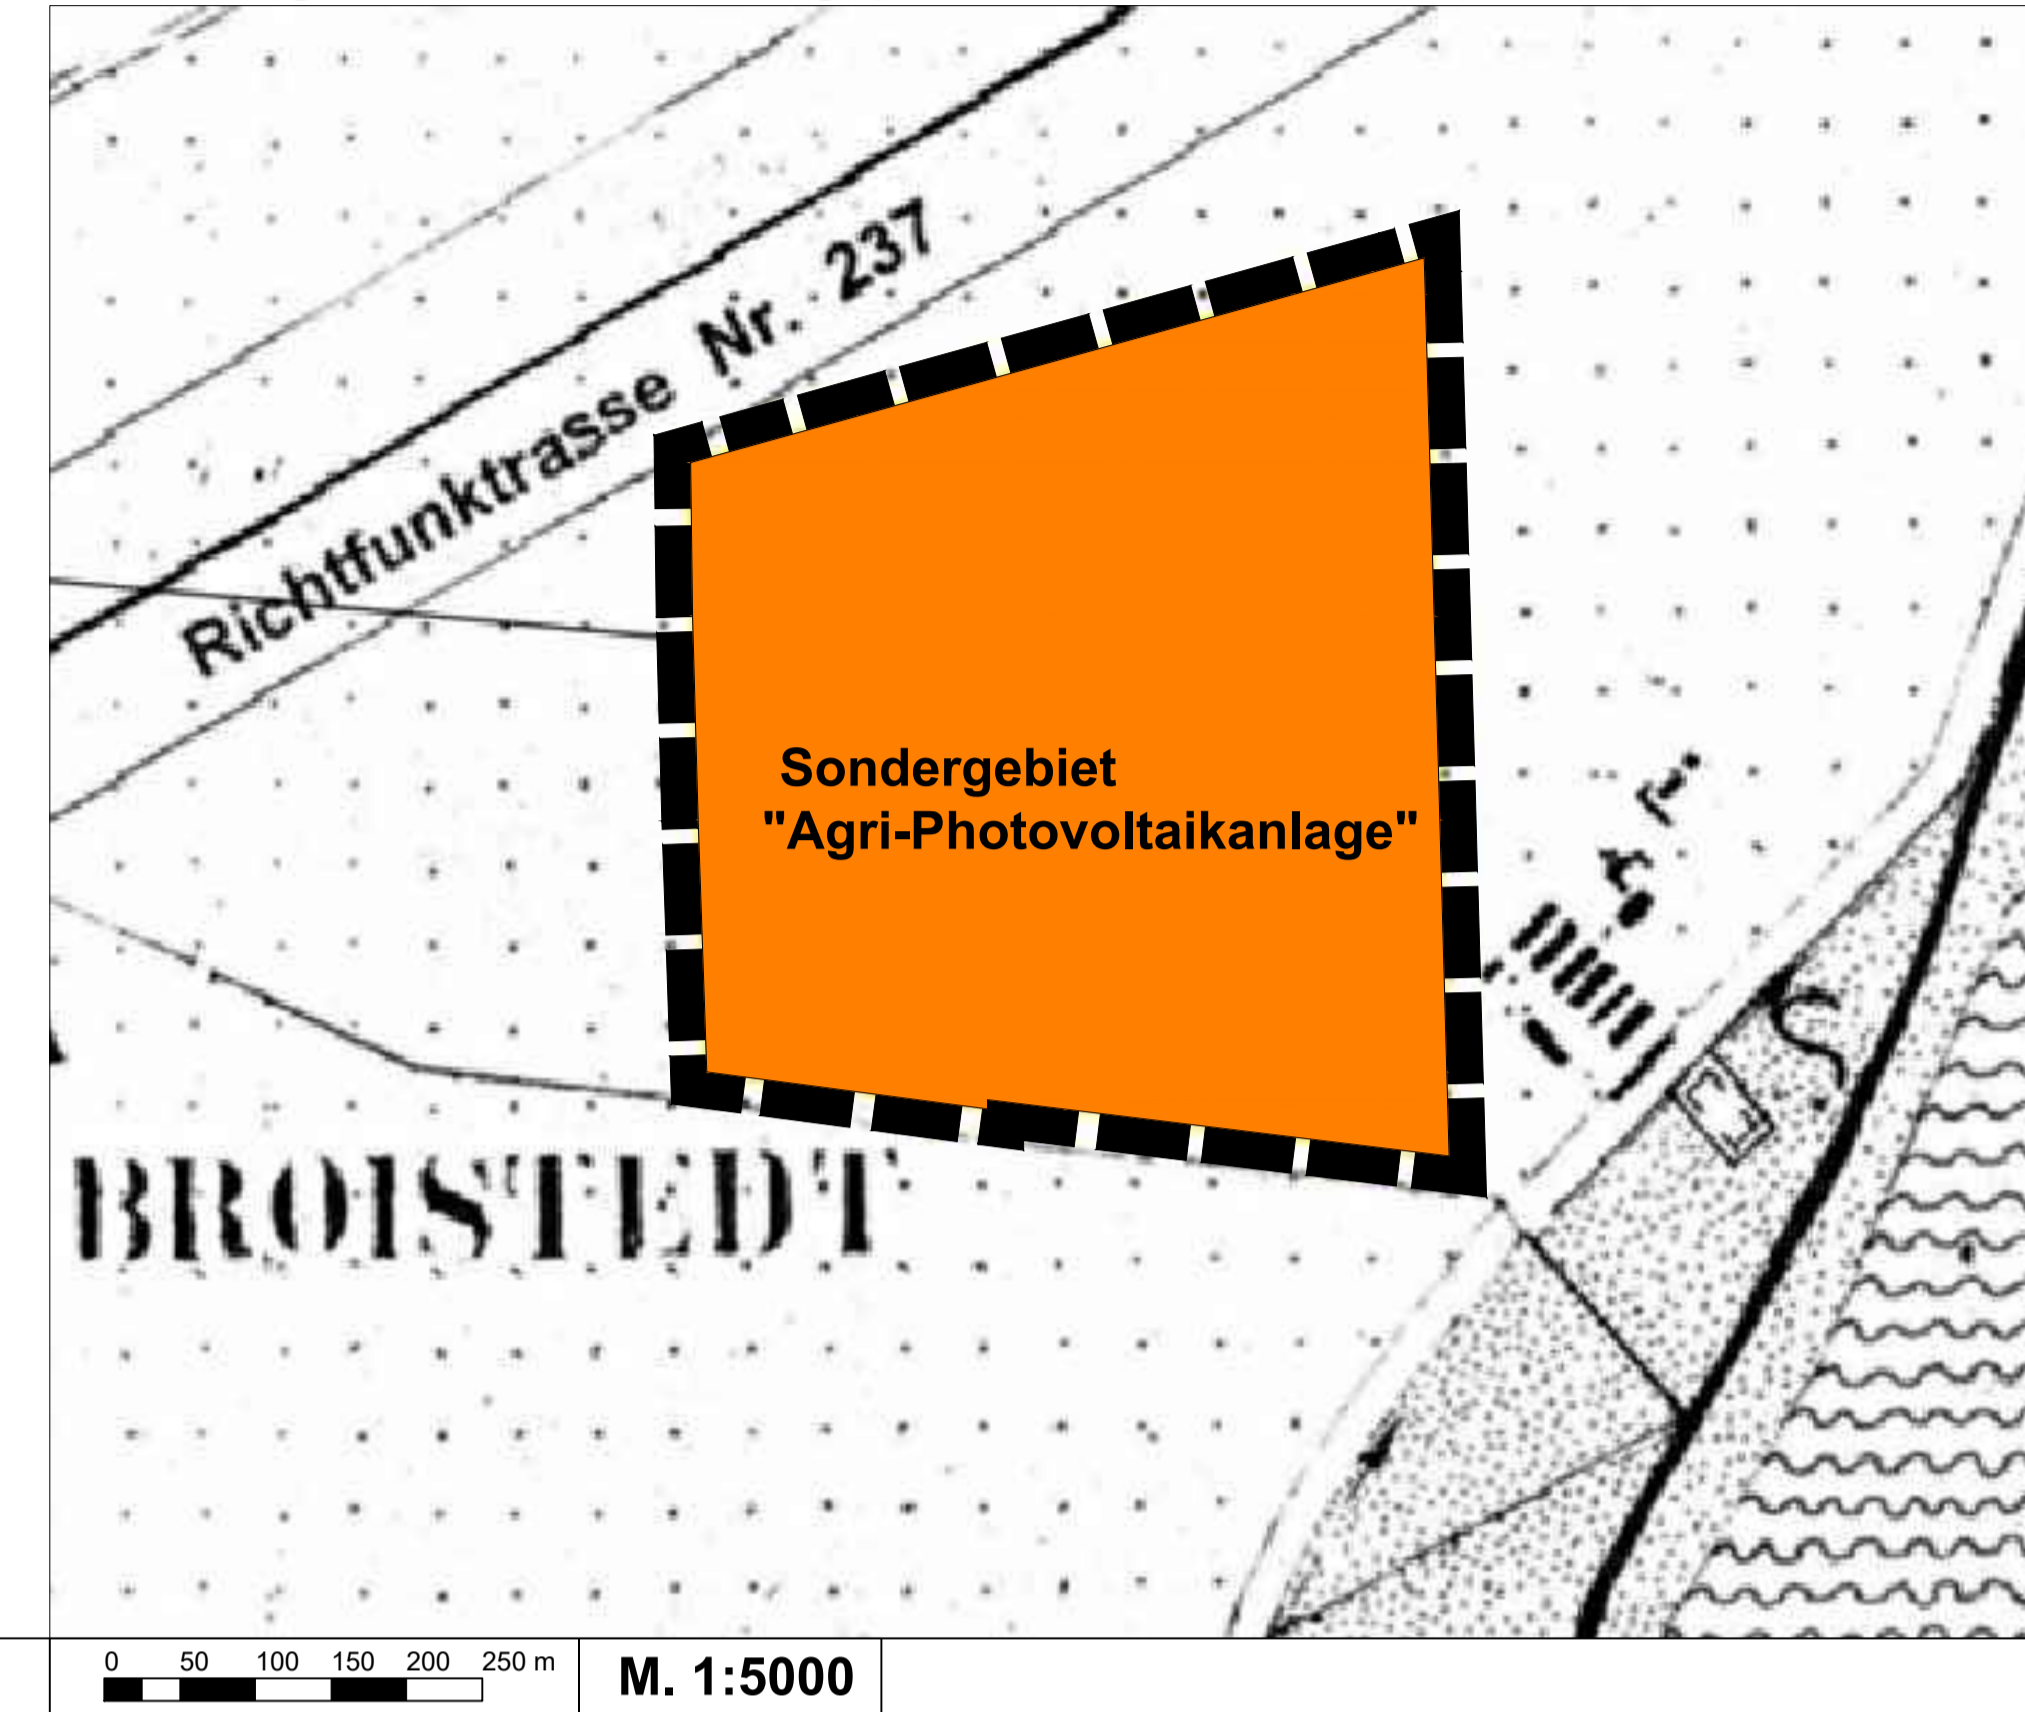 Richtfunktrasse Nr. 237
Sondergebiet
"Agri-Photovoltaikanlage"
BROISTEDT
0 50 100 150 200 250 m
M. 1:5000